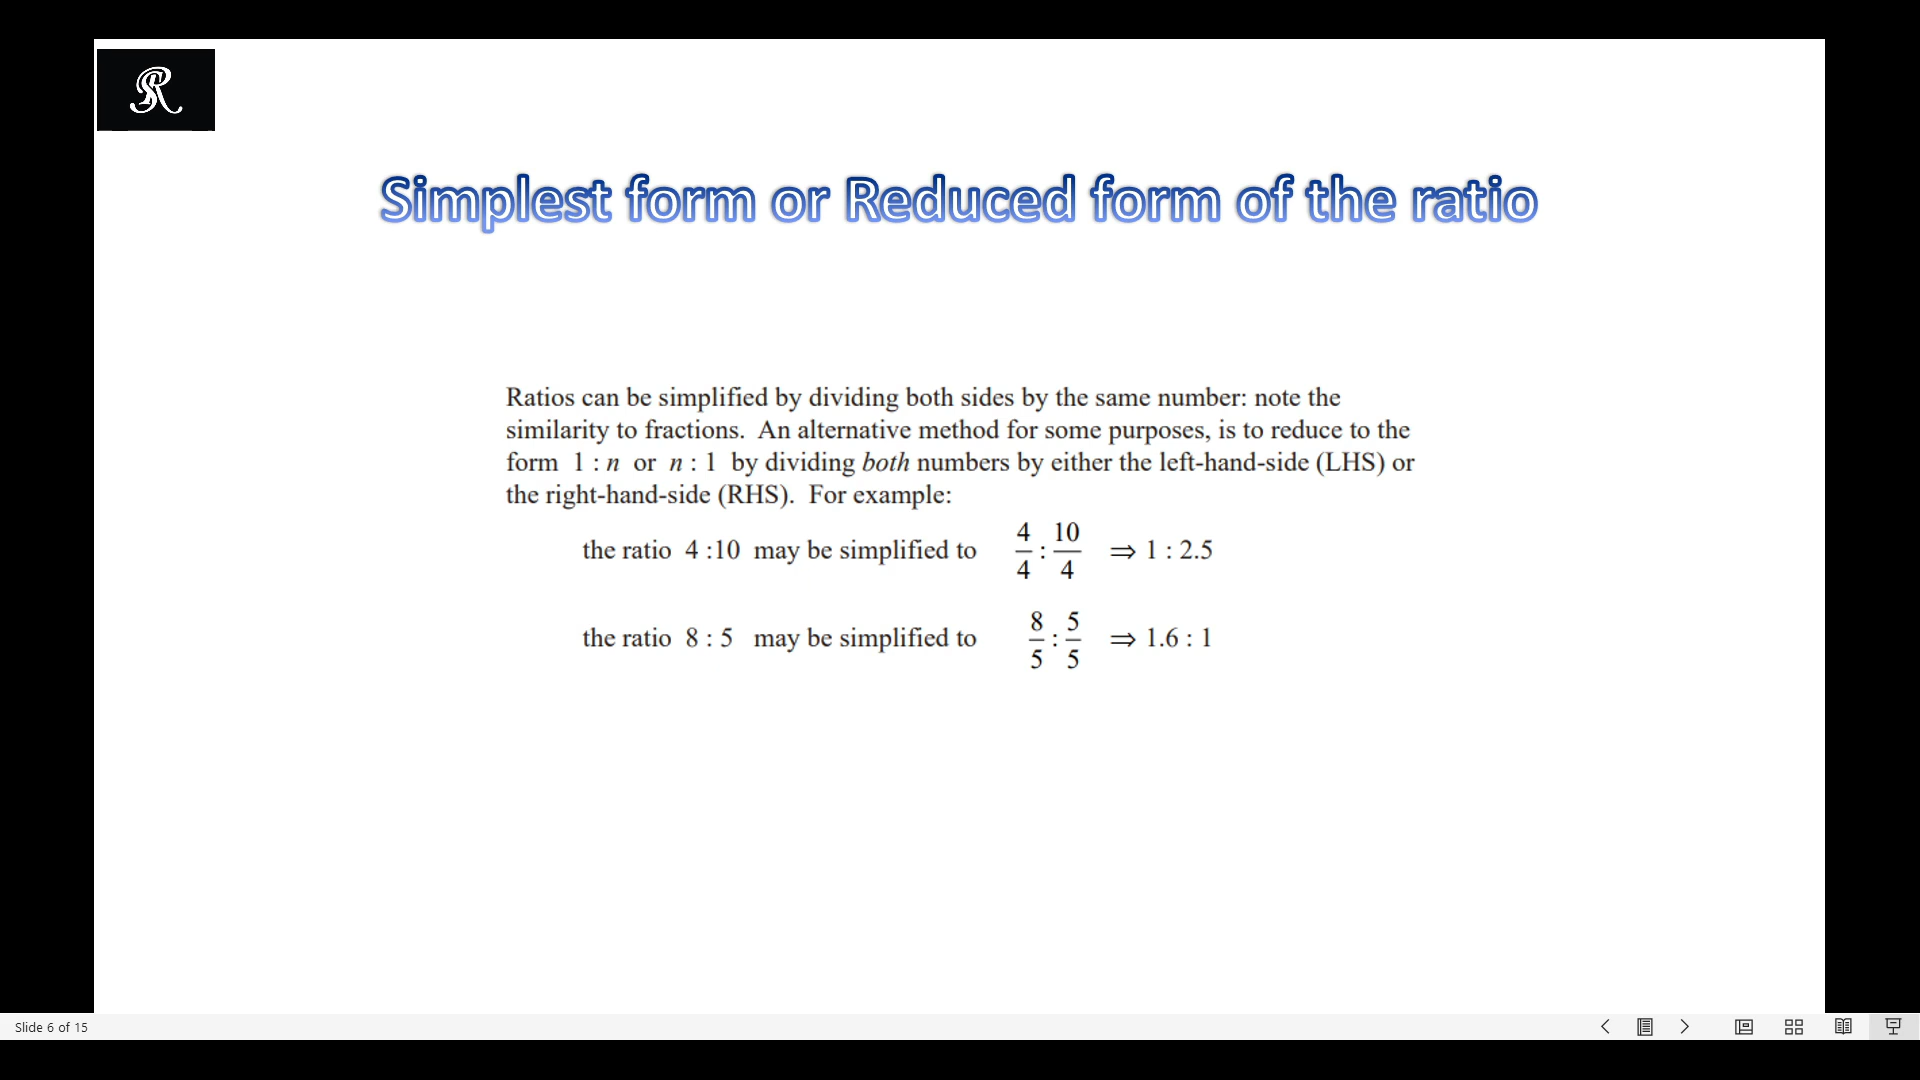 SR
Simplest form or Reduced form of the ratio
Ratios can be simplified by dividing both sides by the same number: note the
similarity to fractions. An alternative method for some purposes, is to reduce to the
form 1 : n or n : 1 by dividing both numbers by either the left-hand-side (LHS) or
the right-hand-side (RHS). For example:
the ratio 4 :10 may be simplified to 4/4 : 10/4 ⇒ 1 : 2.5
the ratio 8 : 5 may be simplified to 8/5 : 5/5 ⇒ 1.6 : 1
Slide 6 of 15